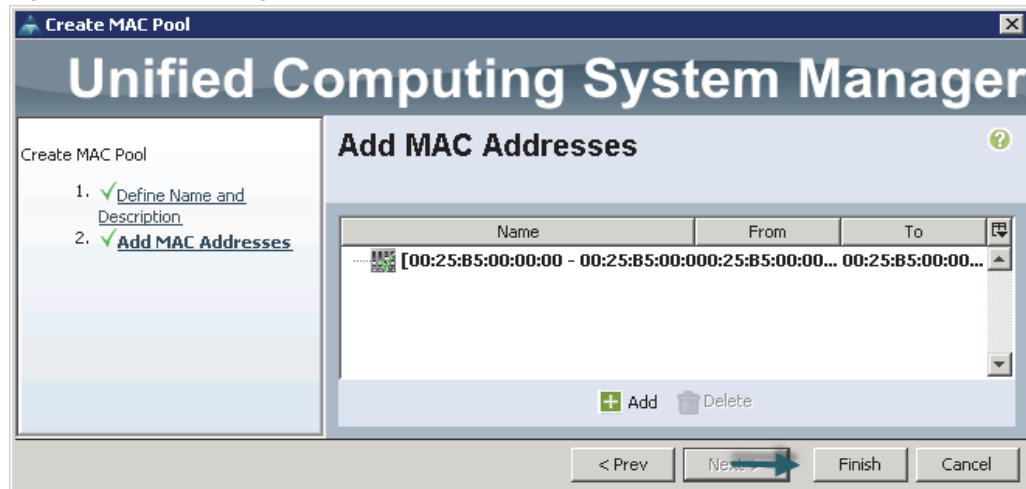 Create MAC Pool
Unified Computing System Manager
Create MAC Pool
1. Define Name and
Description
2. Add MAC Addresses
Add MAC Addresses
Name From To
[00:25:B5:00:00:00 - 00:25:B5:00:000:25:B5:00:00... 00:25:B5:00:00...
Add Delete
< Prev Finish Cancel